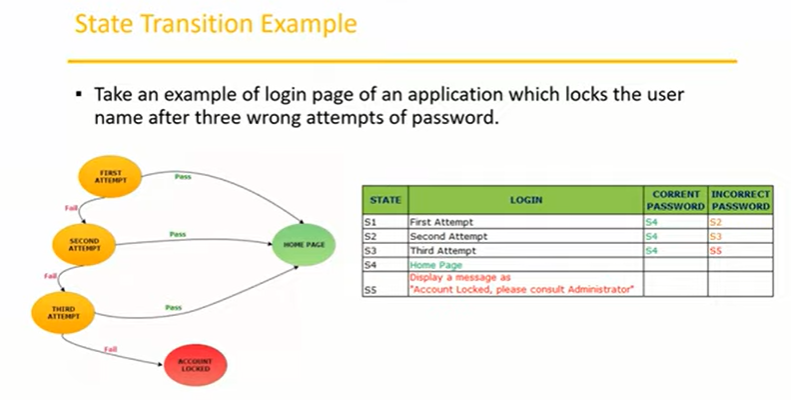 State Transition Example
▪ Take an example of login page of an application which locks the user
name after three wrong attempts of password.
FIRST
ATTEMPT
Pass
Fail
SECOND
ATTEMPT
Pass
HOME PAGE
Fail
THIRD
ATTEMPT
Pass
Fail
ACCOUNT
LOCKED
STATE LOGIN CORRENT PASSWORD INCORRECT PASSWORD
S1 First Attempt S4 S2
S2 Second Attempt S4 S3
S3 Third Attempt S4 S5
S4 Home Page
Display a message as
S5 "Account Locked, please consult Administrator"